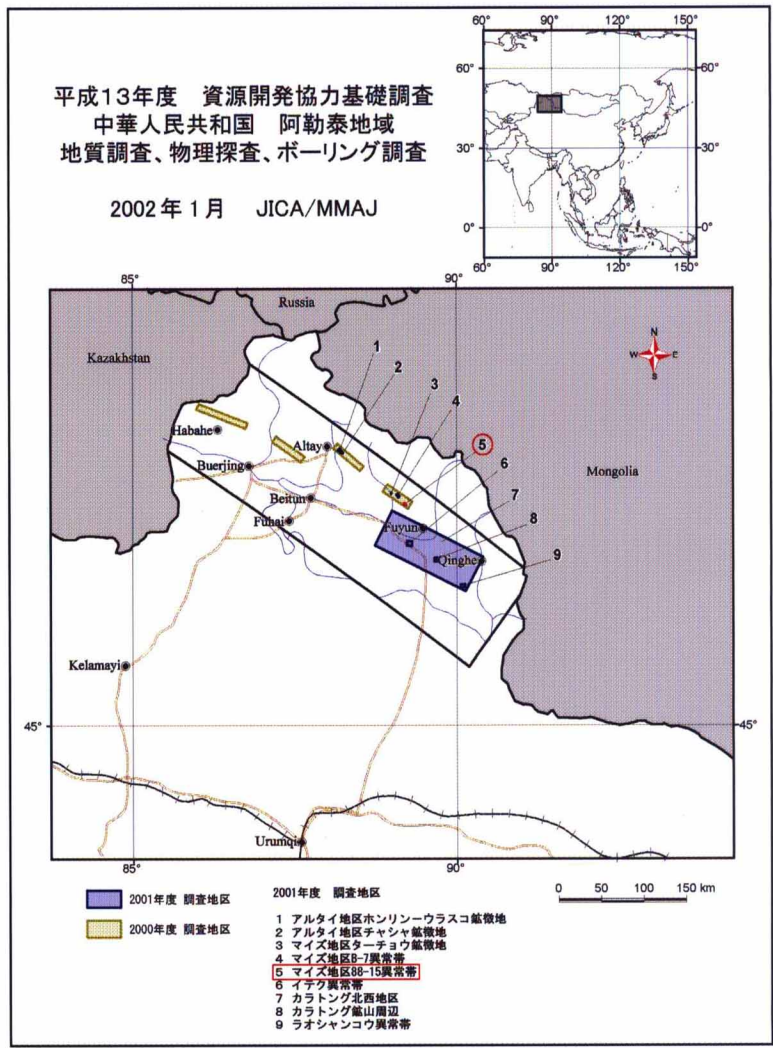 平成13年度　資源開発協力基礎調査
中華人民共和国　阿勒泰地域
地質調査、物理探査、ボーリング調査
2002年1月　JICA/MMAJ
60° 90° 120° 150°
60° 60°
30° 30°
0° 0°
60° 90° 120° 150°
85° 90°
Russia
Kazakhstan
Mongolia
N
W E
S
1
2
3
4
5
6
7
8
9
Habahe
Altay
Buerjing
Beitun
Fuhai
Fuyun
Qinghe
Kelamayi
45° 45°
Urumqi
85° 90°
2001年度 調査地区
2000年度 調査地区
0 50 100 150 km
2001年度　調査地区
1 アルタイ地区ホンリンーウラスコ鉱徴地
2 アルタイ地区チャシャ鉱徴地
3 マイズ地区ターチョウ鉱徴地
4 マイズ地区B-7異常帯
5 マイズ地区88-15異常帯
6 イテク異常帯
7 カラトング北西地区
8 カラトング鉱山周辺
9 ラオシャンコウ異常帯